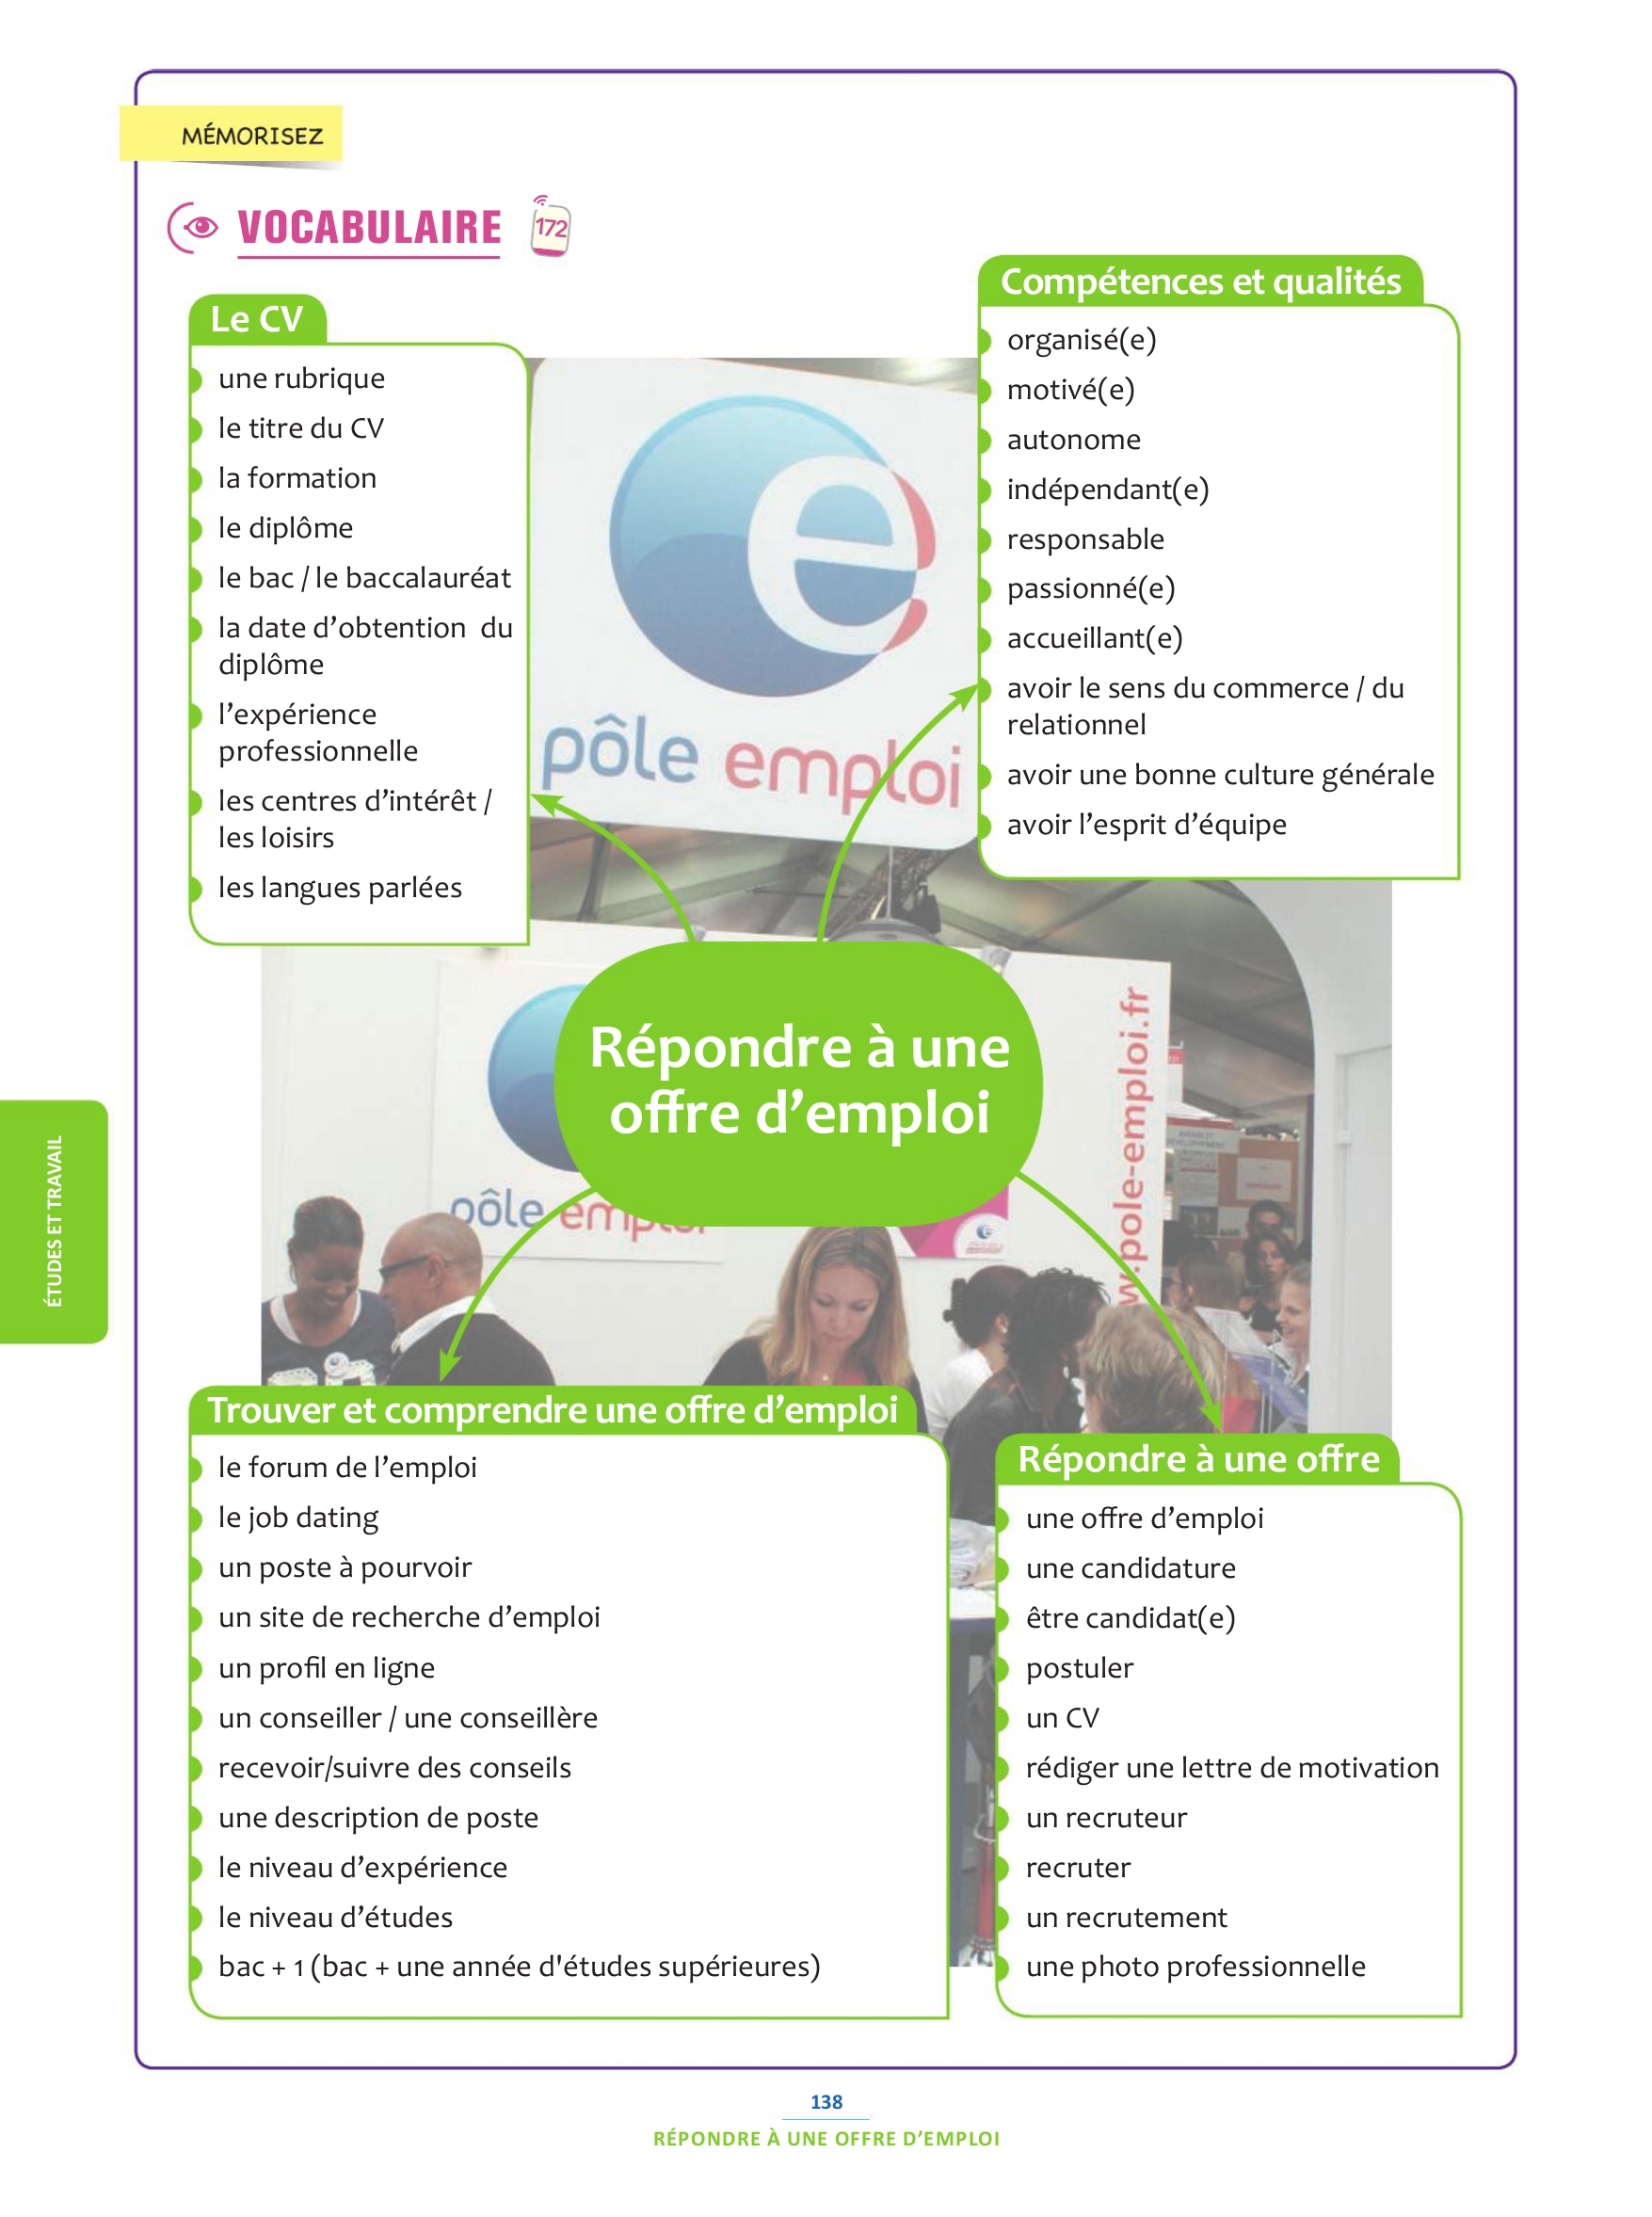 MÉMORISEZ
VOCABULAIRE
172
Le CV
une rubrique
le titre du CV
la formation
le diplôme
le bac / le baccalauréat
la date d’obtention du
diplôme
l’expérience
professionnelle
les centres d’intérêt /
les loisirs
les langues parlées
Compétences et qualités
organisé(e)
motivé(e)
autonome
indépendant(e)
responsable
passionné(e)
accueillant(e)
avoir le sens du commerce / du
relationnel
avoir une bonne culture générale
avoir l’esprit d’équipe
pôle emploi
Répondre à une
offre d’emploi
pôle emploi
w.pole-emploi.fr
ÉTUDES ET TRAVAIL
Trouver et comprendre une offre d’emploi
le forum de l’emploi
le job dating
un poste à pourvoir
un site de recherche d’emploi
un profil en ligne
un conseiller / une conseillère
recevoir/suivre des conseils
une description de poste
le niveau d’expérience
le niveau d’études
bac + 1 (bac + une année d'études supérieures)
Répondre à une offre
une offre d’emploi
une candidature
être candidat(e)
postuler
un CV
rédiger une lettre de motivation
un recruteur
recruter
un recrutement
une photo professionnelle
138
RÉPONDRE À UNE OFFRE D’EMPLOI